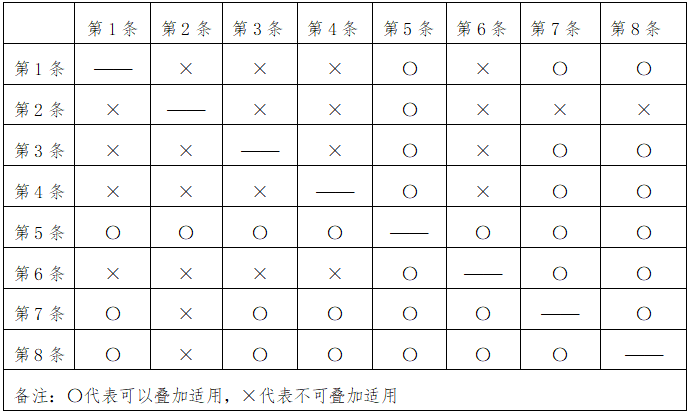 第1条 第2条 第3条 第4条 第5条 第6条 第7条 第8条
第1条 —— × × × 〇 × 〇 〇
第2条 × —— × × 〇 × × ×
第3条 × × —— × 〇 × 〇 〇
第4条 × × × —— 〇 × 〇 〇
第5条 〇 〇 〇 〇 —— 〇 〇 〇
第6条 × × × × 〇 —— 〇 〇
第7条 〇 × 〇 〇 〇 〇 —— 〇
第8条 〇 × 〇 〇 〇 〇 〇 ——
备注：〇代表可以叠加适用，×代表不可叠加适用